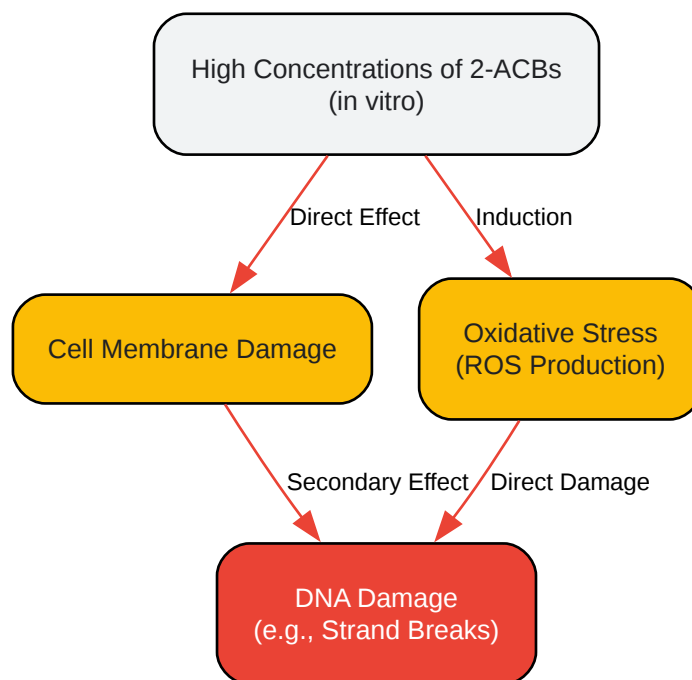 High Concentrations of 2-ACBs
(in vitro)
Direct Effect
Induction
Cell Membrane Damage
Oxidative Stress
(ROS Production)
Secondary Effect
Direct Damage
DNA Damage
(e.g., Strand Breaks)